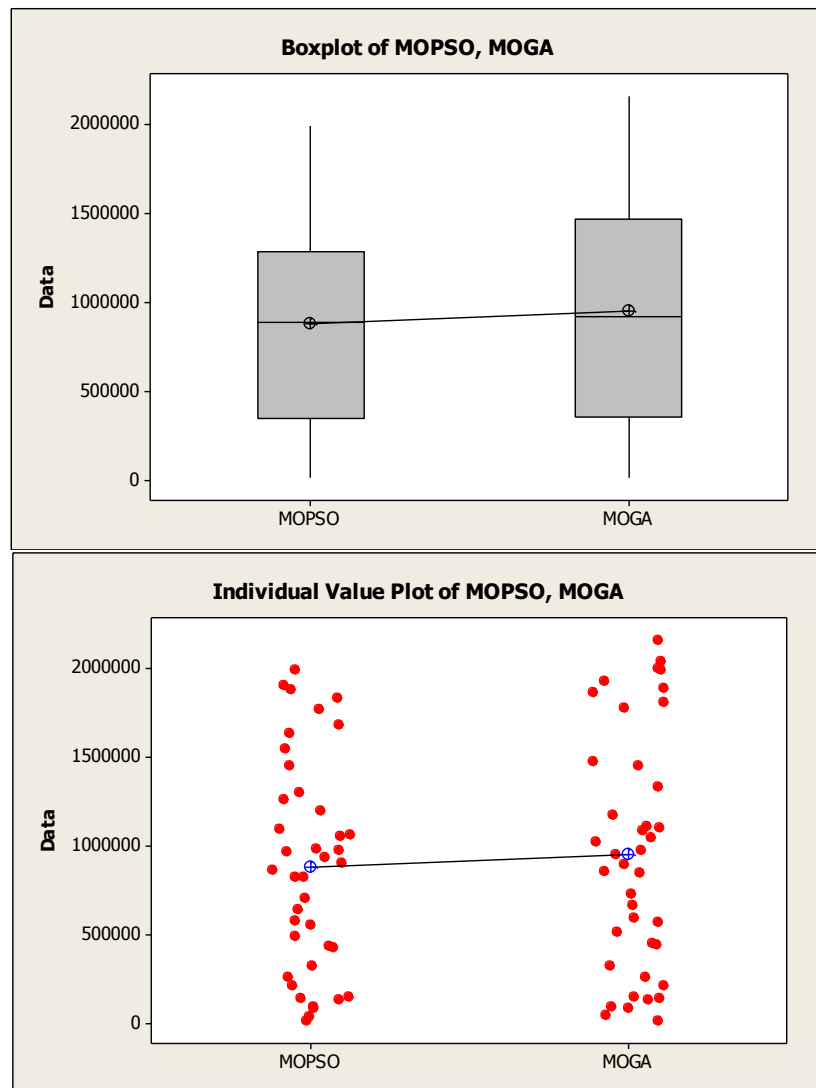 Boxplot of MOPSO, MOGA
2000000
1500000
1000000
500000
0
Data
MOPSO MOGA
Individual Value Plot of MOPSO, MOGA
2000000
1500000
1000000
500000
0
Data
MOPSO MOGA